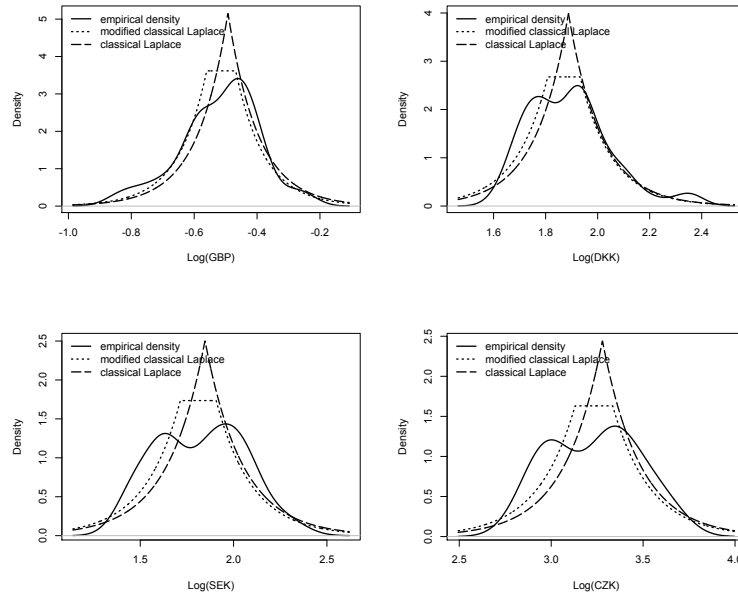 empirical density
modified classical Laplace
classical Laplace
Density
0 1 2 3 4 5
-1.0 -0.8 -0.6 -0.4 -0.2
Log(GBP)
empirical density
modified classical Laplace
classical Laplace
Density
0 1 2 3 4
1.6 1.8 2.0 2.2 2.4
Log(DKK)
empirical density
modified classical Laplace
classical Laplace
Density
0.0 0.5 1.0 1.5 2.0 2.5
1.5 2.0 2.5
Log(SEK)
empirical density
modified classical Laplace
classical Laplace
Density
0.0 0.5 1.0 1.5 2.0 2.5
2.5 3.0 3.5 4.0
Log(CZK)